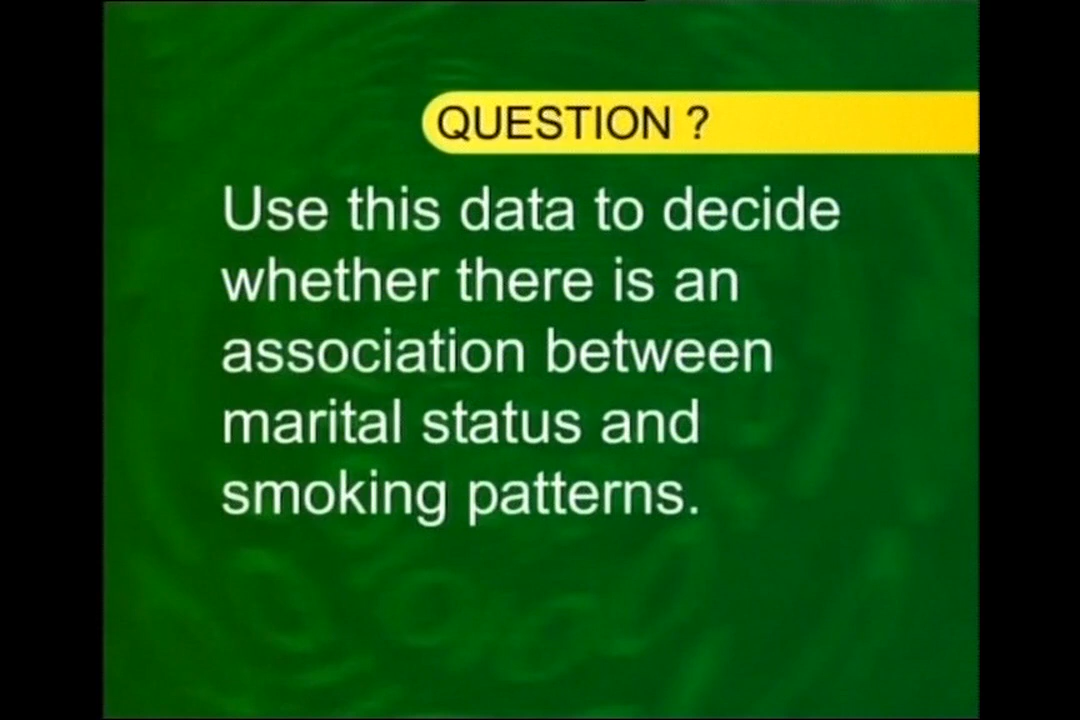 QUESTION ?
Use this data to decide
whether there is an
association between
marital status and
smoking patterns.